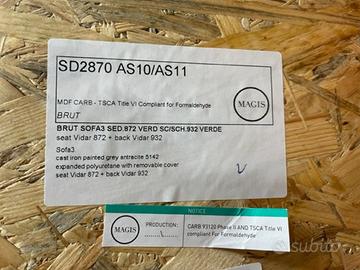 SD2870 AS10/AS11
MDF CARB - TSCA Title VI Compliant for Formaldehyde
BRUT
MAGIS
BRUT SOFA3 SED.872 VERD SC/SCH.932 VERDE
seat Vidar 872 + back Vidar 932
Sofa3.
cast iron painted grey antracite 5142
expanded polyurethane with removable cover
seat Vidar 872 + back Vidar 932
NOTICE
MAGIS
PRODUCTION:
CARB 93120 Phase II AND TSCA Title VI
compliant For Formaldehyde
subito